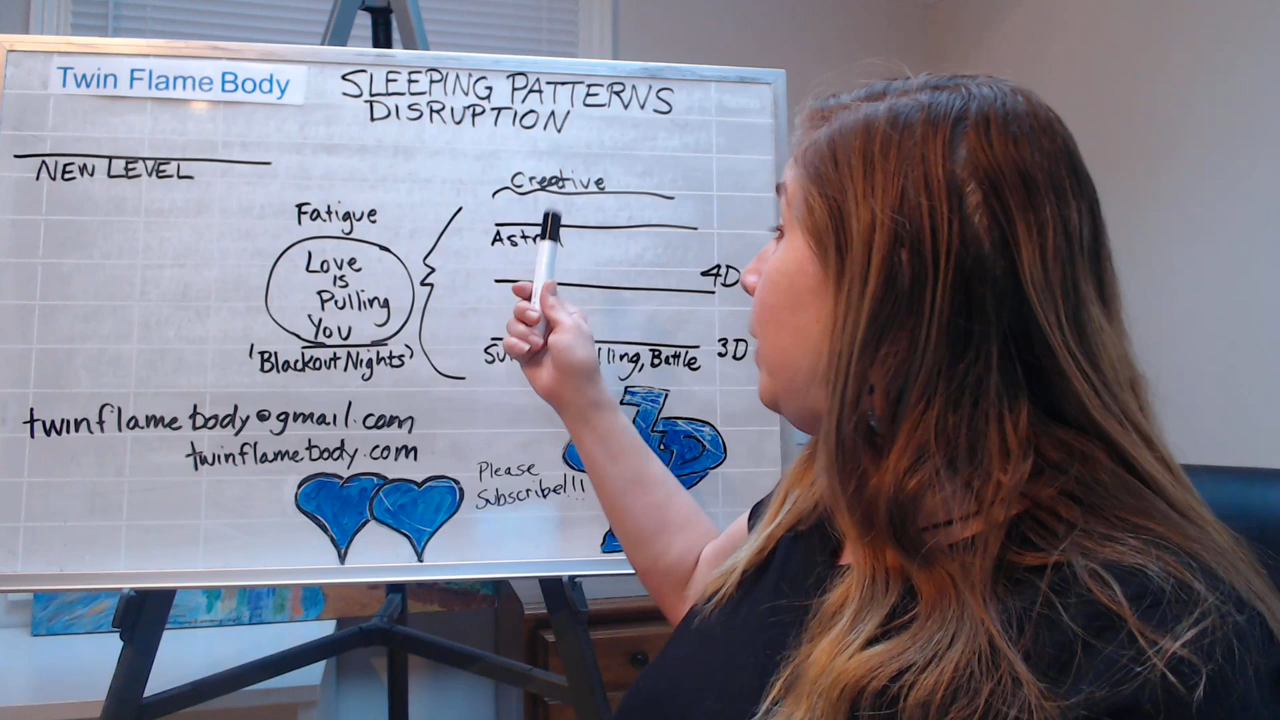 Twin Flame Body
SLEEPING PATTERNS
DISRUPTION
NEW LEVEL
Creative
Fatigue
Love
is
Pulling
You
'Blackout Nights'
4D
Battle
3D
twinflamebody@gmail.com
twinflamebody.com
Please
Subscribe!!!